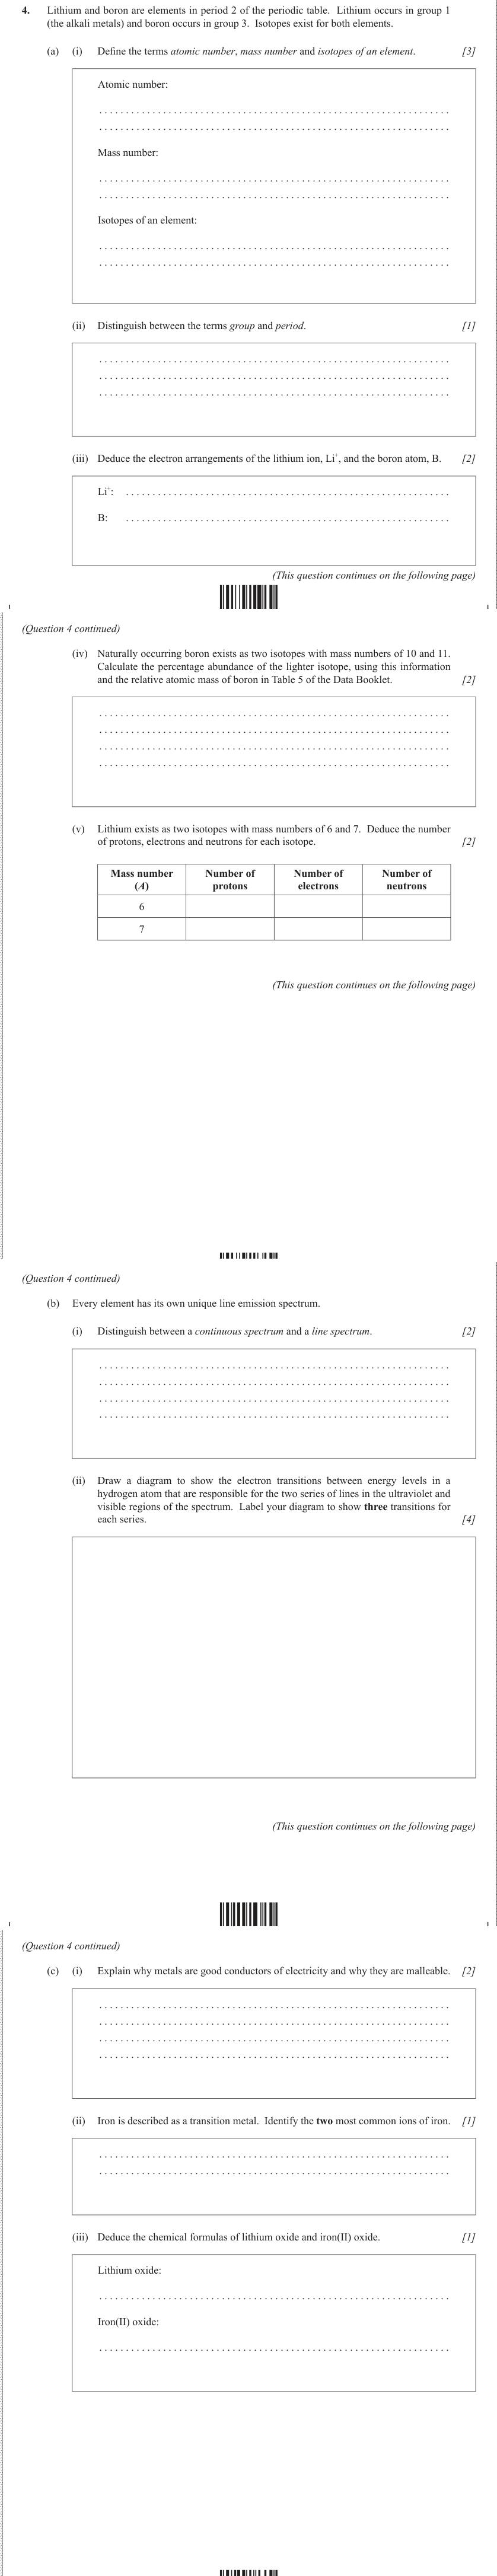 4. Lithium and boron are elements in period 2 of the periodic table. Lithium occurs in group 1
(the alkali metals) and boron occurs in group 3. Isotopes exist for both elements.
(a) (i) Define the terms atomic number, mass number and isotopes of an element. [3]
Atomic number:
Mass number:
Isotopes of an element:
(ii) Distinguish between the terms group and period. [1]
(iii) Deduce the electron arrangements of the lithium ion, Li⁺, and the boron atom, B. [2]
Li⁺:
B:
(This question continues on the following page)
(Question 4 continued)
(iv) Naturally occurring boron exists as two isotopes with mass numbers of 10 and 11.
Calculate the percentage abundance of the lighter isotope, using this information
and the relative atomic mass of boron in Table 5 of the Data Booklet. [2]
(v) Lithium exists as two isotopes with mass numbers of 6 and 7. Deduce the number
of protons, electrons and neutrons for each isotope. [2]
Mass number Number of Number of Number of
(A) protons electrons neutrons
6
7
(This question continues on the following page)
(Question 4 continued)
(b) Every element has its own unique line emission spectrum.
(i) Distinguish between a continuous spectrum and a line spectrum. [2]
(ii) Draw a diagram to show the electron transitions between energy levels in a
hydrogen atom that are responsible for the two series of lines in the ultraviolet and
visible regions of the spectrum. Label your diagram to show three transitions for
each series. [4]
(This question continues on the following page)
(Question 4 continued)
(c) (i) Explain why metals are good conductors of electricity and why they are malleable. [2]
(ii) Iron is described as a transition metal. Identify the two most common ions of iron. [1]
(iii) Deduce the chemical formulas of lithium oxide and iron(II) oxide. [1]
Lithium oxide:
Iron(II) oxide: